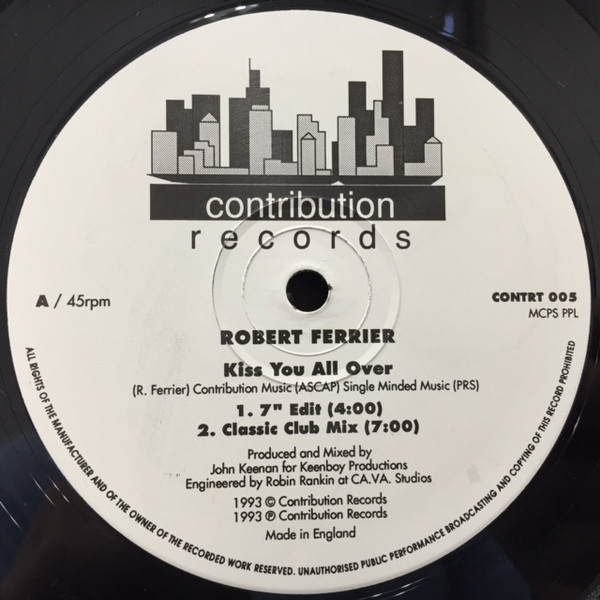 contribution
records
A / 45rpm
CONTRT 005
MCPS PPL
ROBERT FERRIER
Kiss You All Over
(R. Ferrier) Contribution Music (ASCAP) Single Minded Music (PRS)
1. 7" Edit (4:00)
2. Classic Club Mix (7:00)
Produced and Mixed by
John Keenan for Keenboy Productions
Engineered by Robin Rankin at CA.VA. Studios
1993 © Contribution Records
1993 ℗ Contribution Records
Made in England
ALL RIGHTS OF THE MANUFACTURER AND OF THE OWNER OF THE RECORDED WORK RESERVED. UNAUTHORISED PUBLIC PERFORMANCE BROADCASTING AND COPYING OF THIS RECORD PROHIBITED